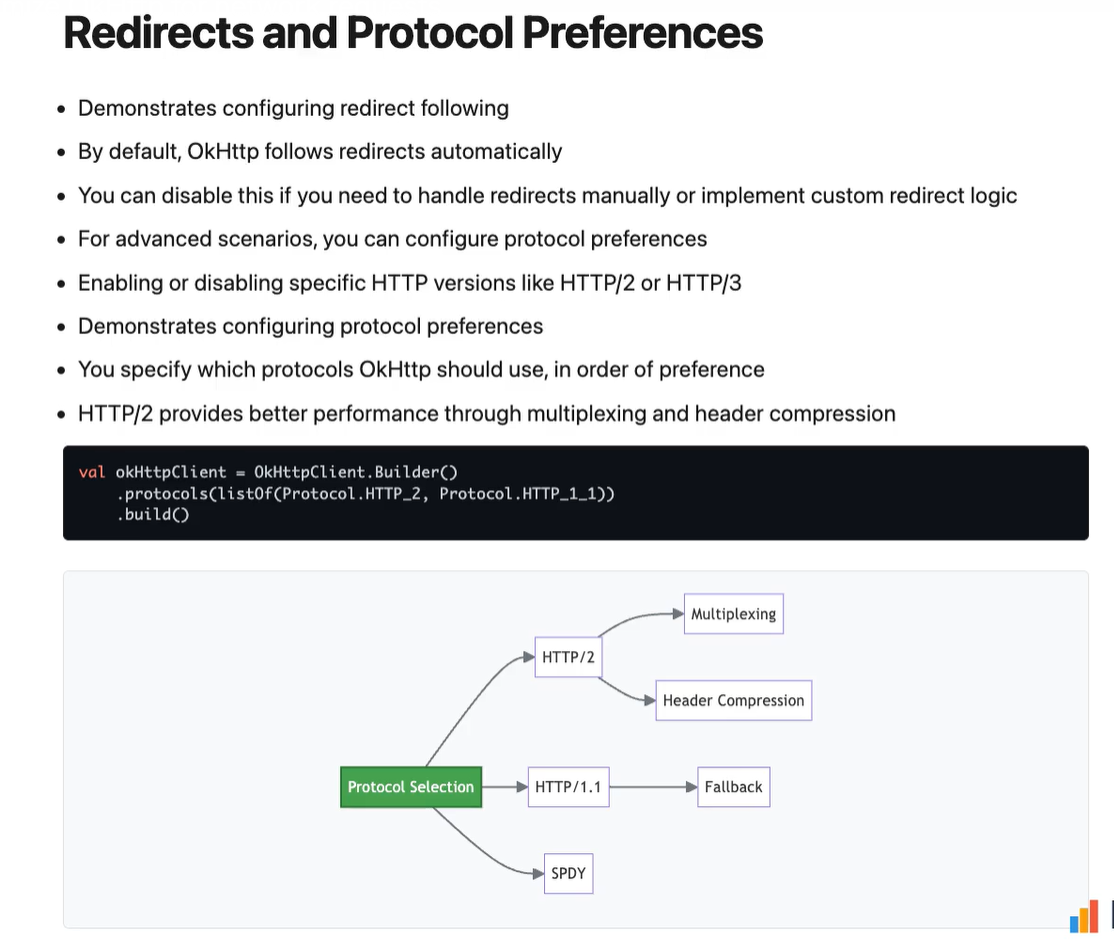 Redirects and Protocol Preferences
• Demonstrates configuring redirect following
• By default, OkHttp follows redirects automatically
• You can disable this if you need to handle redirects manually or implement custom redirect logic
• For advanced scenarios, you can configure protocol preferences
• Enabling or disabling specific HTTP versions like HTTP/2 or HTTP/3
• Demonstrates configuring protocol preferences
• You specify which protocols OkHttp should use, in order of preference
• HTTP/2 provides better performance through multiplexing and header compression
val okHttpClient = OkHttpClient.Builder()
    .protocols(listOf(Protocol.HTTP_2, Protocol.HTTP_1_1))
    .build()
Multiplexing
HTTP/2
Header Compression
Protocol Selection
HTTP/1.1
Fallback
SPDY